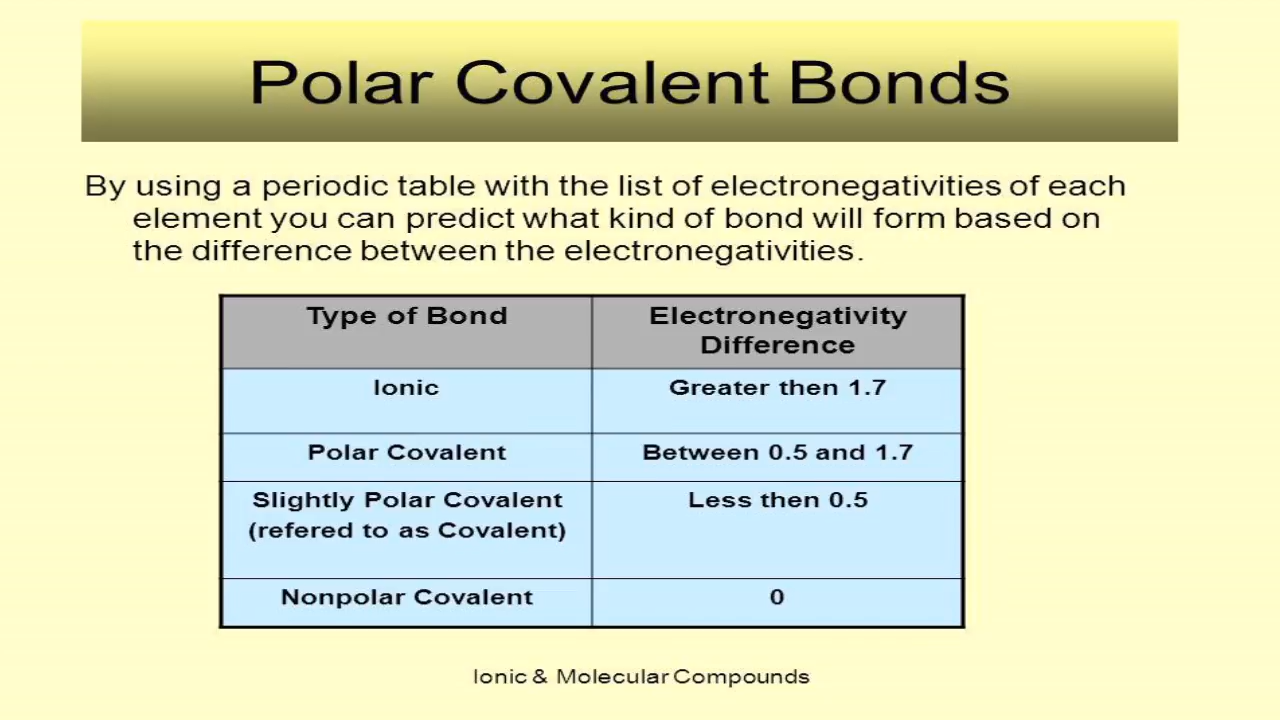 Polar Covalent Bonds
By using a periodic table with the list of electronegativities of each
element you can predict what kind of bond will form based on
the difference between the electronegativities.
Type of Bond
Electronegativity
Difference
Ionic
Greater then 1.7
Polar Covalent
Between 0.5 and 1.7
Slightly Polar Covalent
(refered to as Covalent)
Less then 0.5
Nonpolar Covalent
0
Ionic & Molecular Compounds